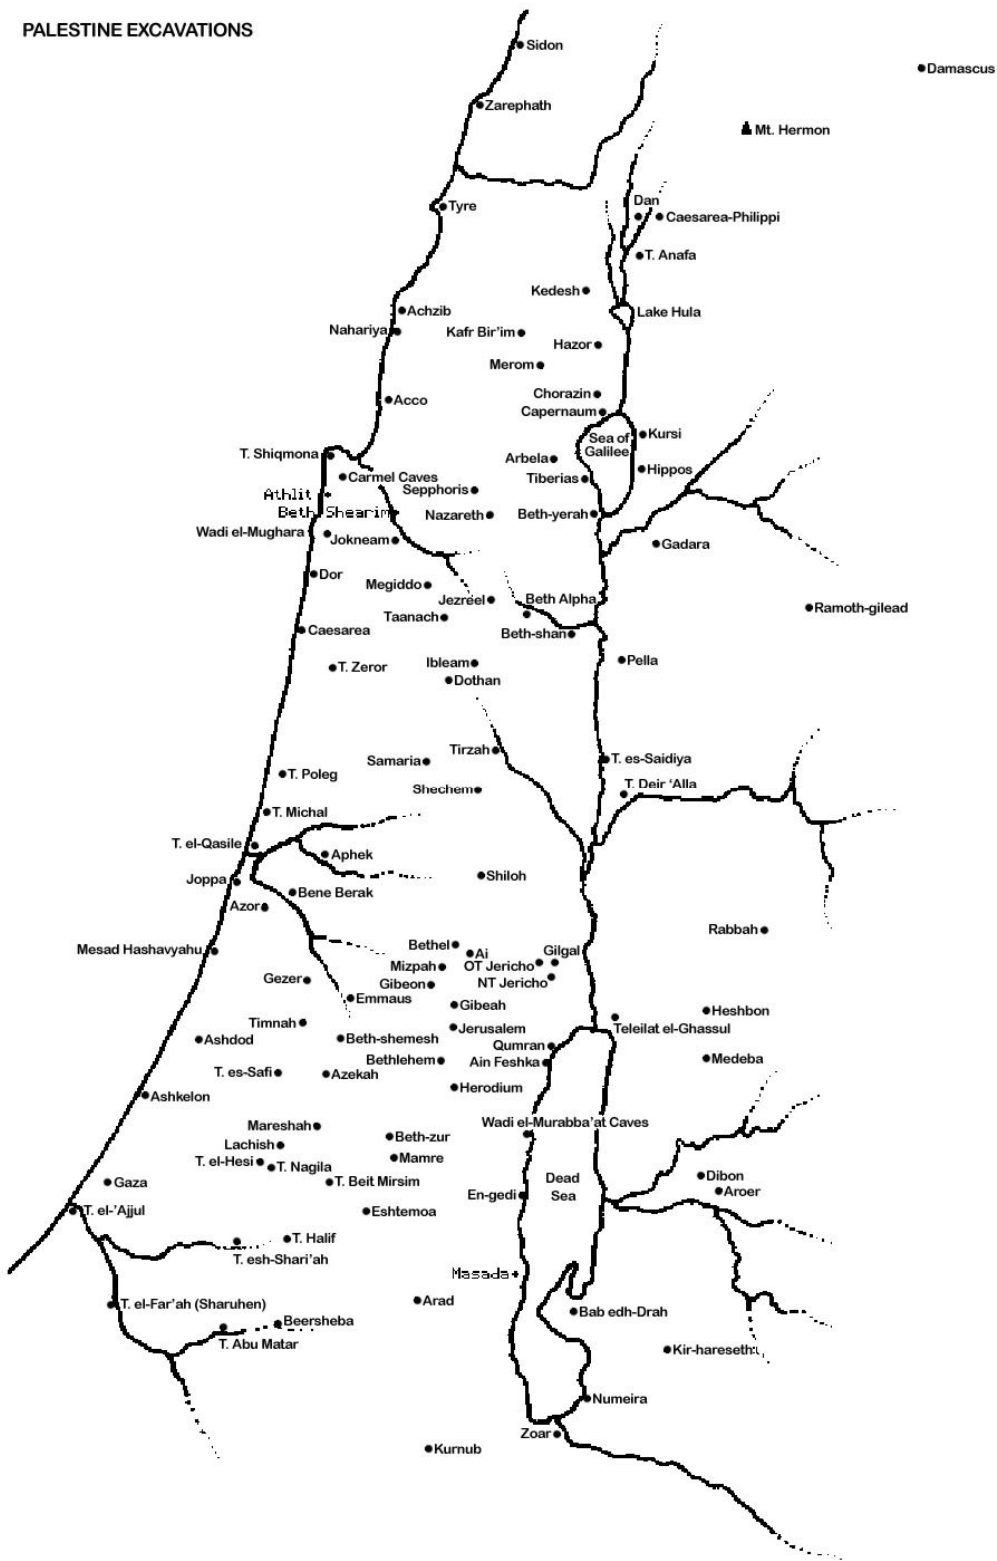 PALESTINE EXCAVATIONS
Sidon
Damascus
Zarephath
Mt. Hermon
Dan
Tyre
Caesarea-Philippi
T. Anafa
Kedesh
Achzib
Lake Hula
Nahariya
Kafr Bir’im
Hazor
Merom
Chorazin
Acco
Capernaum
Kursi
Sea of
Galilee
T. Shiqmona
Arbela
Hippos
Carmel Caves
Tiberias
Sepphoris
Athlit
Beth Shearim
Nazareth
Beth-yerah
Wadi el-Mughara
Jokneam
Gadara
Dor
Megiddo
Jezreel
Beth Alpha
Ramoth-gilead
Taanach
Caesarea
Beth-shan
Pella
T. Zeror
Ibleam
Dothan
Tirzah
Samaria
T. es-Saidiya
T. Poleg
T. Deir ‘Alla
Shechem
T. Michal
T. el-Qasile
Aphek
Joppa
Shiloh
Bene Berak
Azor
Rabbah
Mesad Hashavyahu
Bethel
Ai
Gilgal
Mizpah
OT Jericho
Gezer
Gibeon
NT Jericho
Emmaus
Gibeah
Heshbon
Timnah
Jerusalem
Teleilat el-Ghassul
Ashdod
Beth-shemesh
Qumran
Bethlehem
Ain Feshka
Medeba
T. es-Safi
Azekah
Herodium
Ashkelon
Mareshah
Wadi el-Murabba’at Caves
Beth-zur
Lachish
Mamre
T. el-Hesi
T. Nagila
Dibon
Dead
Sea
Gaza
T. Beit Mirsim
Aroer
En-gedi
T. el-’Ajjul
Eshtemoa
T. Halif
T. esh-Shari’ah
Masada
Arad
T. el-Far’ah (Sharuhen)
Bab edh-Drah
Beersheba
T. Abu Matar
Kir-hareseth
Numeira
Zoar
Kurnub